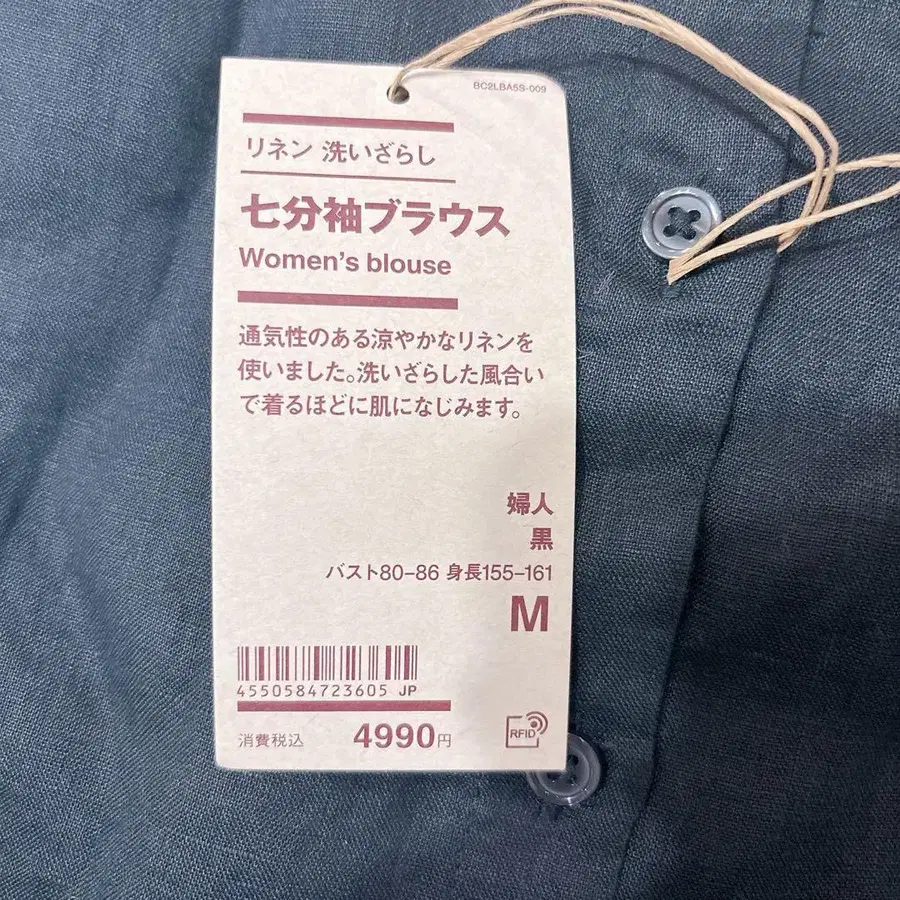 BC2LBA5S-009
リネン 洗いざらし
七分袖ブラウス
Women's blouse
通気性のある涼やかなリネンを
使いました。洗いざらした風合い
で着るほどに肌になじみます。
婦人
黒
バスト80-86 身長155-161
M
4550584723605 JP
消費税込 4990円
RFID